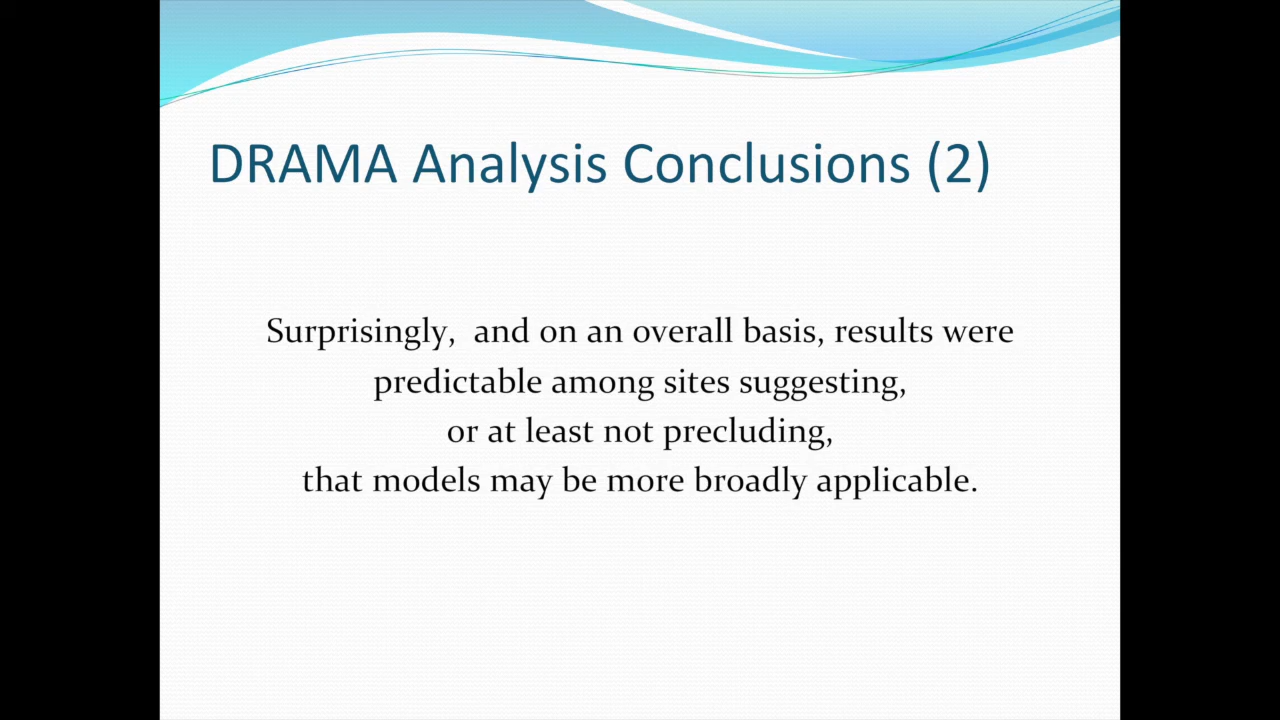 DRAMA Analysis Conclusions (2)
Surprisingly,  and on an overall basis, results were
predictable among sites suggesting,
or at least not precluding,
that models may be more broadly applicable.